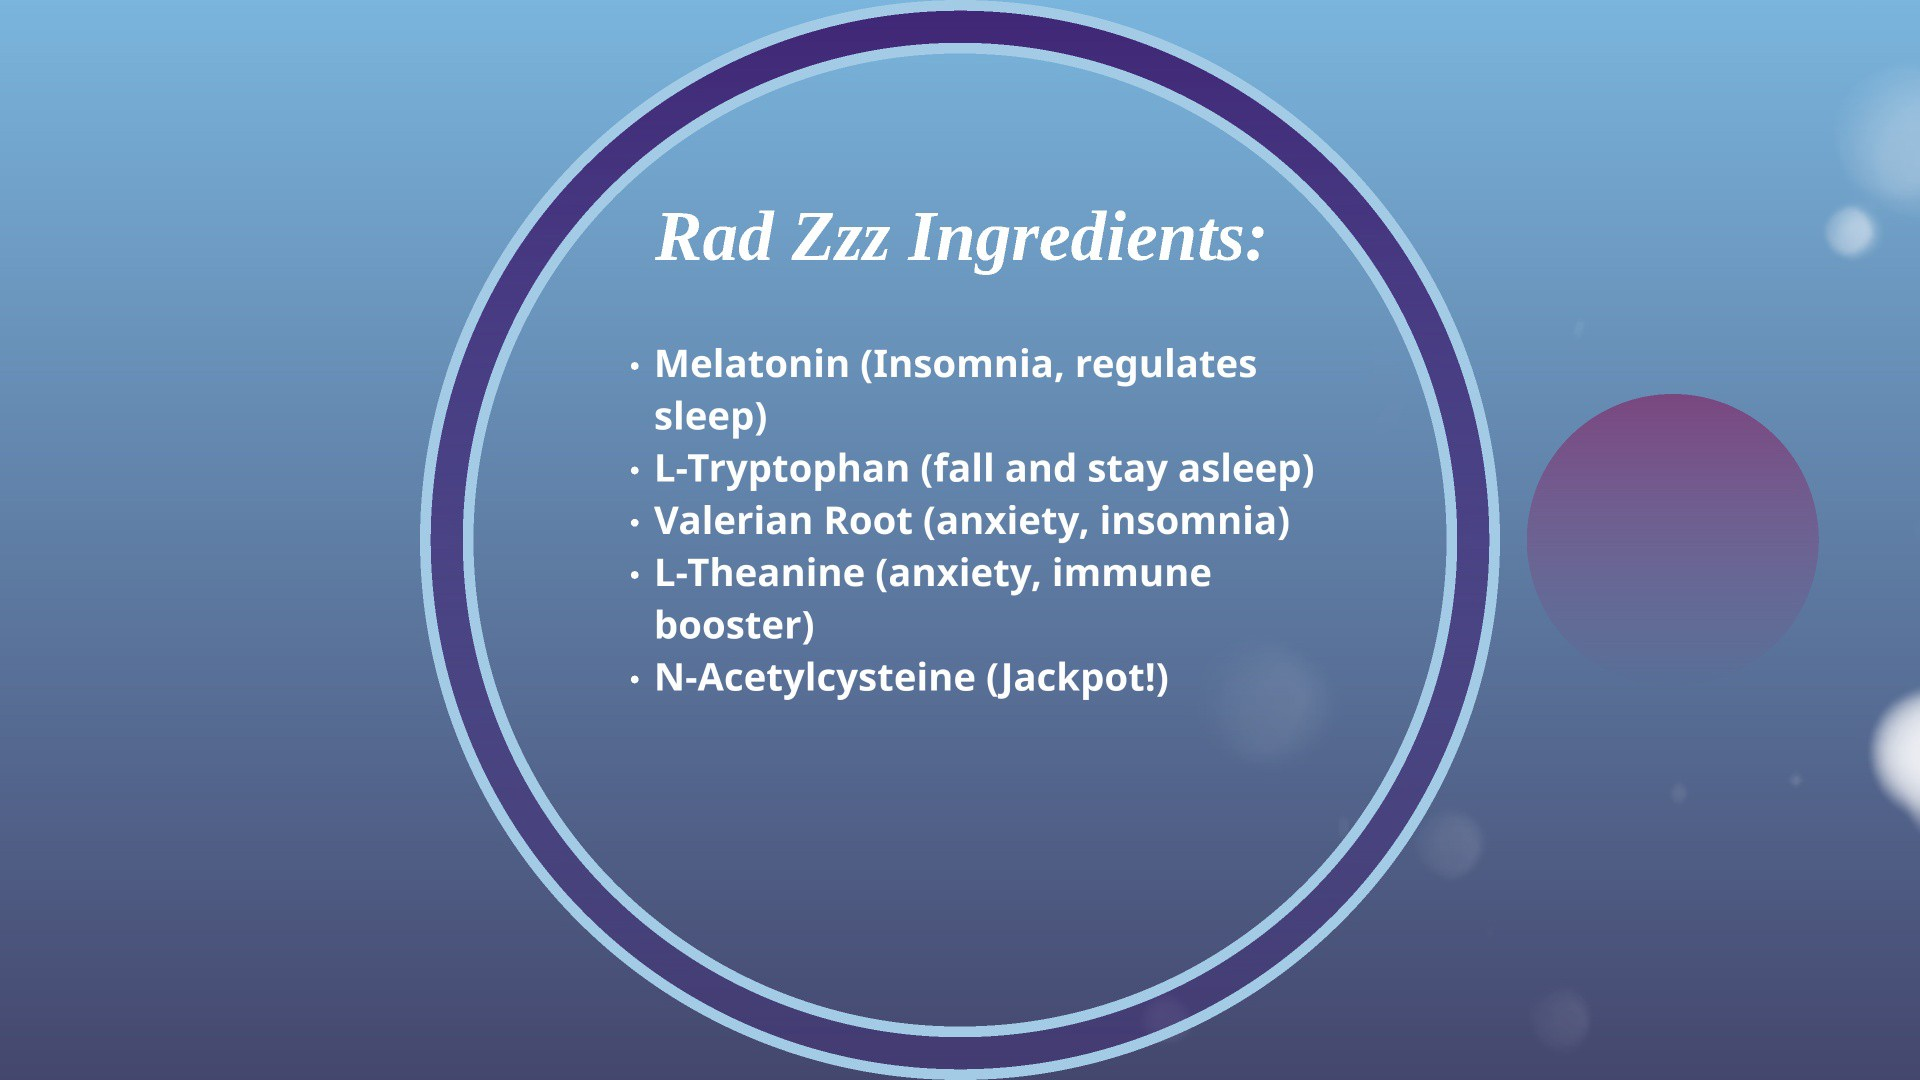 Rad Zzz Ingredients:
• Melatonin (Insomnia, regulates
sleep)
• L-Tryptophan (fall and stay asleep)
• Valerian Root (anxiety, insomnia)
• L-Theanine (anxiety, immune
booster)
• N-Acetylcysteine (Jackpot!)